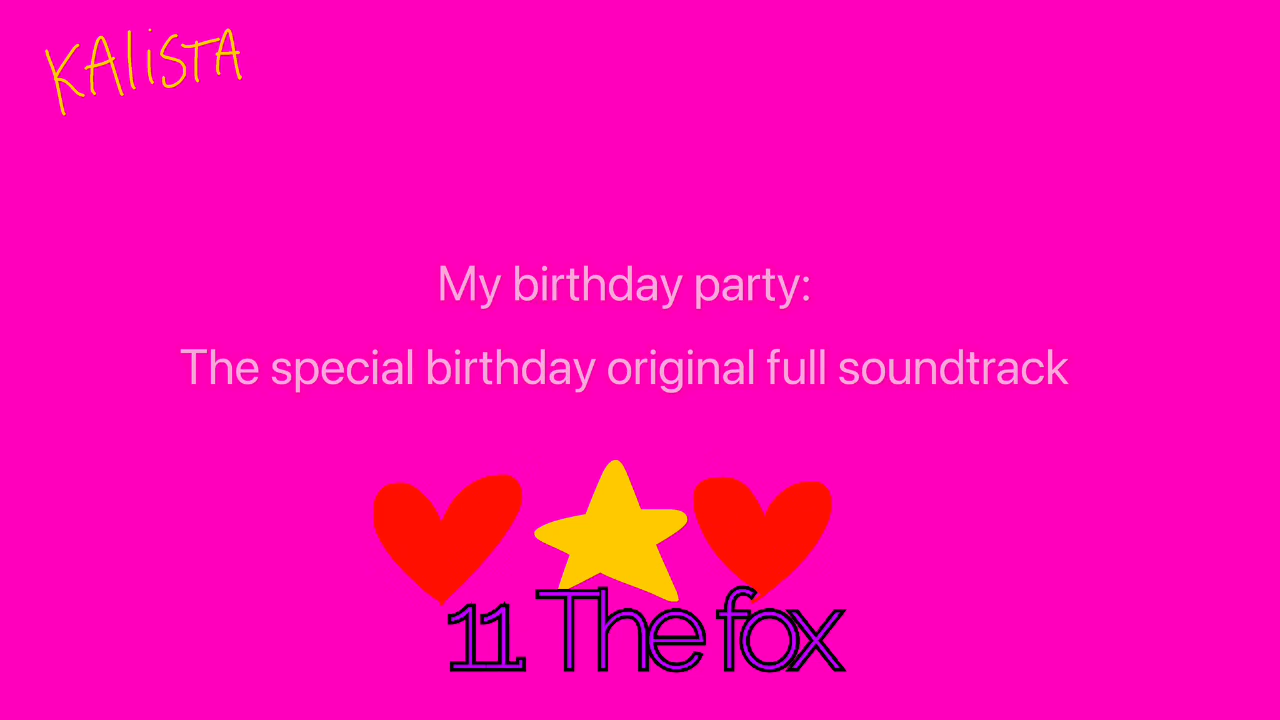 KALiSTA
My birthday party:
The special birthday original full soundtrack
11 The fox